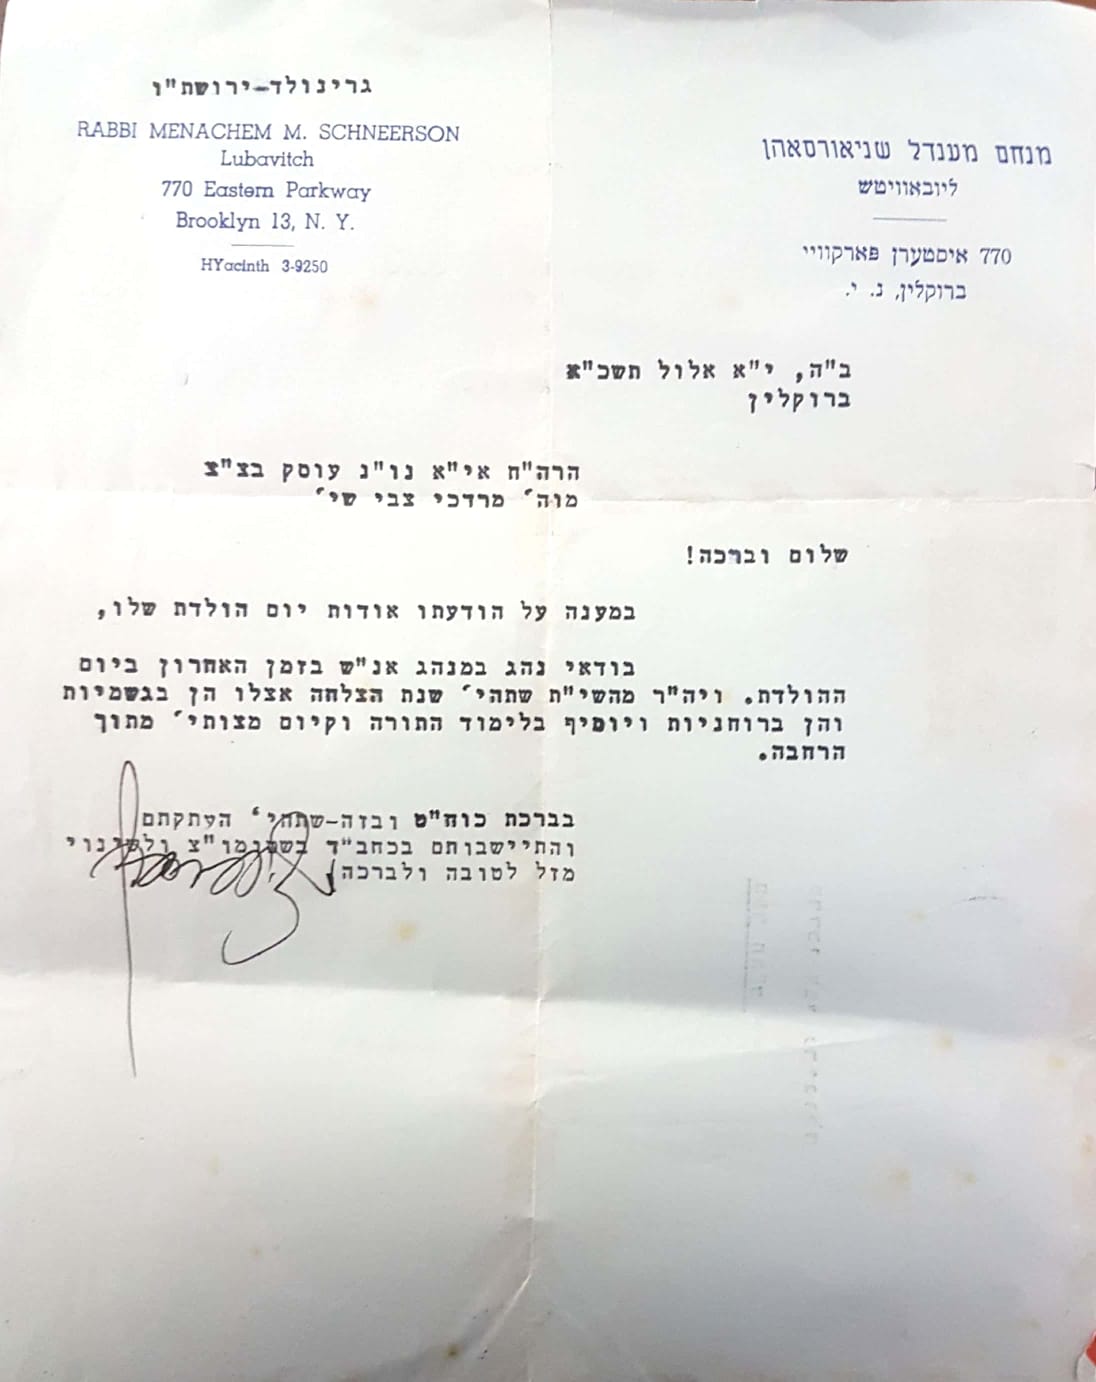 גרינולד-ירושת"ו
RABBI MENACHEM M. SCHNEERSON
Lubavitch
770 Eastern Parkway
Brooklyn 13, N. Y.
HYacinth 3-9250
מנחם מענדל שניאורסאהן
ליובאוויטש
770 איסטערן פארקוויי
ברוקלין, נ. י.
ב"ה, י"א אלול תשכ"א
ברוקלין
הרה"ח אי"א נו"נ עוסק בצ"צ
מוה' מרדכי צבי שי'
שלום וברכה!
במענה על הודעתו אודות יום הולדת שלו,
בודאי נהג במנהג אנ"ש בזמן האחרון ביום
ההולדת. ויה"ר מהשי"ת שתהי' שנת הצלחה אצלו הן בגשמיות
והן ברוחניות ויוסיף בלימוד התורה וקיום מצותי' מתוך
הרחבה.
בברכת כוח"ט ובזה-שתהי' העתקתם
והתיישבותם בכחב"ד בשטומו"צ ולשינוי
מזל לטובה ולברכה